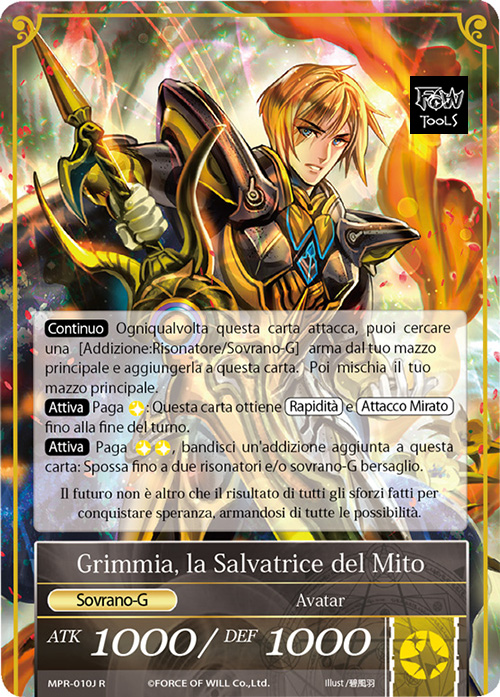 FOW
TOOLS
Continuo Ogniqualvolta questa carta attacca, puoi cercare
una [Addizione:Risonatore/Sovrano-G] arma dal tuo mazzo
principale e aggiungerla a questa carta. Poi mischia il tuo
mazzo principale.
Attiva Paga : Questa carta ottiene Rapidità e Attacco Mirato
fino alla fine del turno.
Attiva Paga , bandisci un'addizione aggiunta a questa
carta: Spossa fino a due risonatori e/o sovrano-G bersaglio.
Il futuro non è altro che il risultato di tutti gli sforzi fatti per
conquistare speranza, armandosi di tutte le possibilità.
Grimmia, la Salvatrice del Mito
Sovrano-G Avatar
ATK 1000 / DEF 1000
MPR-010J R ©FORCE OF WILL Co.,Ltd. Illust /碧風羽